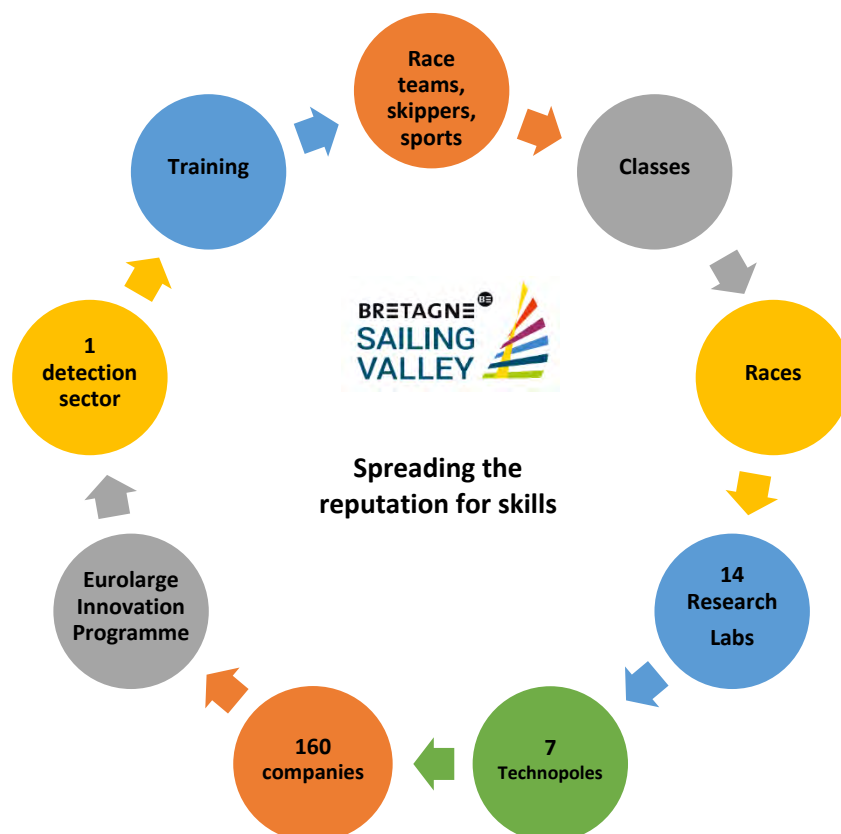 Race
teams,
skippers,
sports
Classes
Races
14
Research
Labs
7
Technopoles
160
companies
Eurolarge
Innovation
Programme
1
detection
sector
Training
BRETAGNE BE
SAILING
VALLEY
Spreading the
reputation for skills